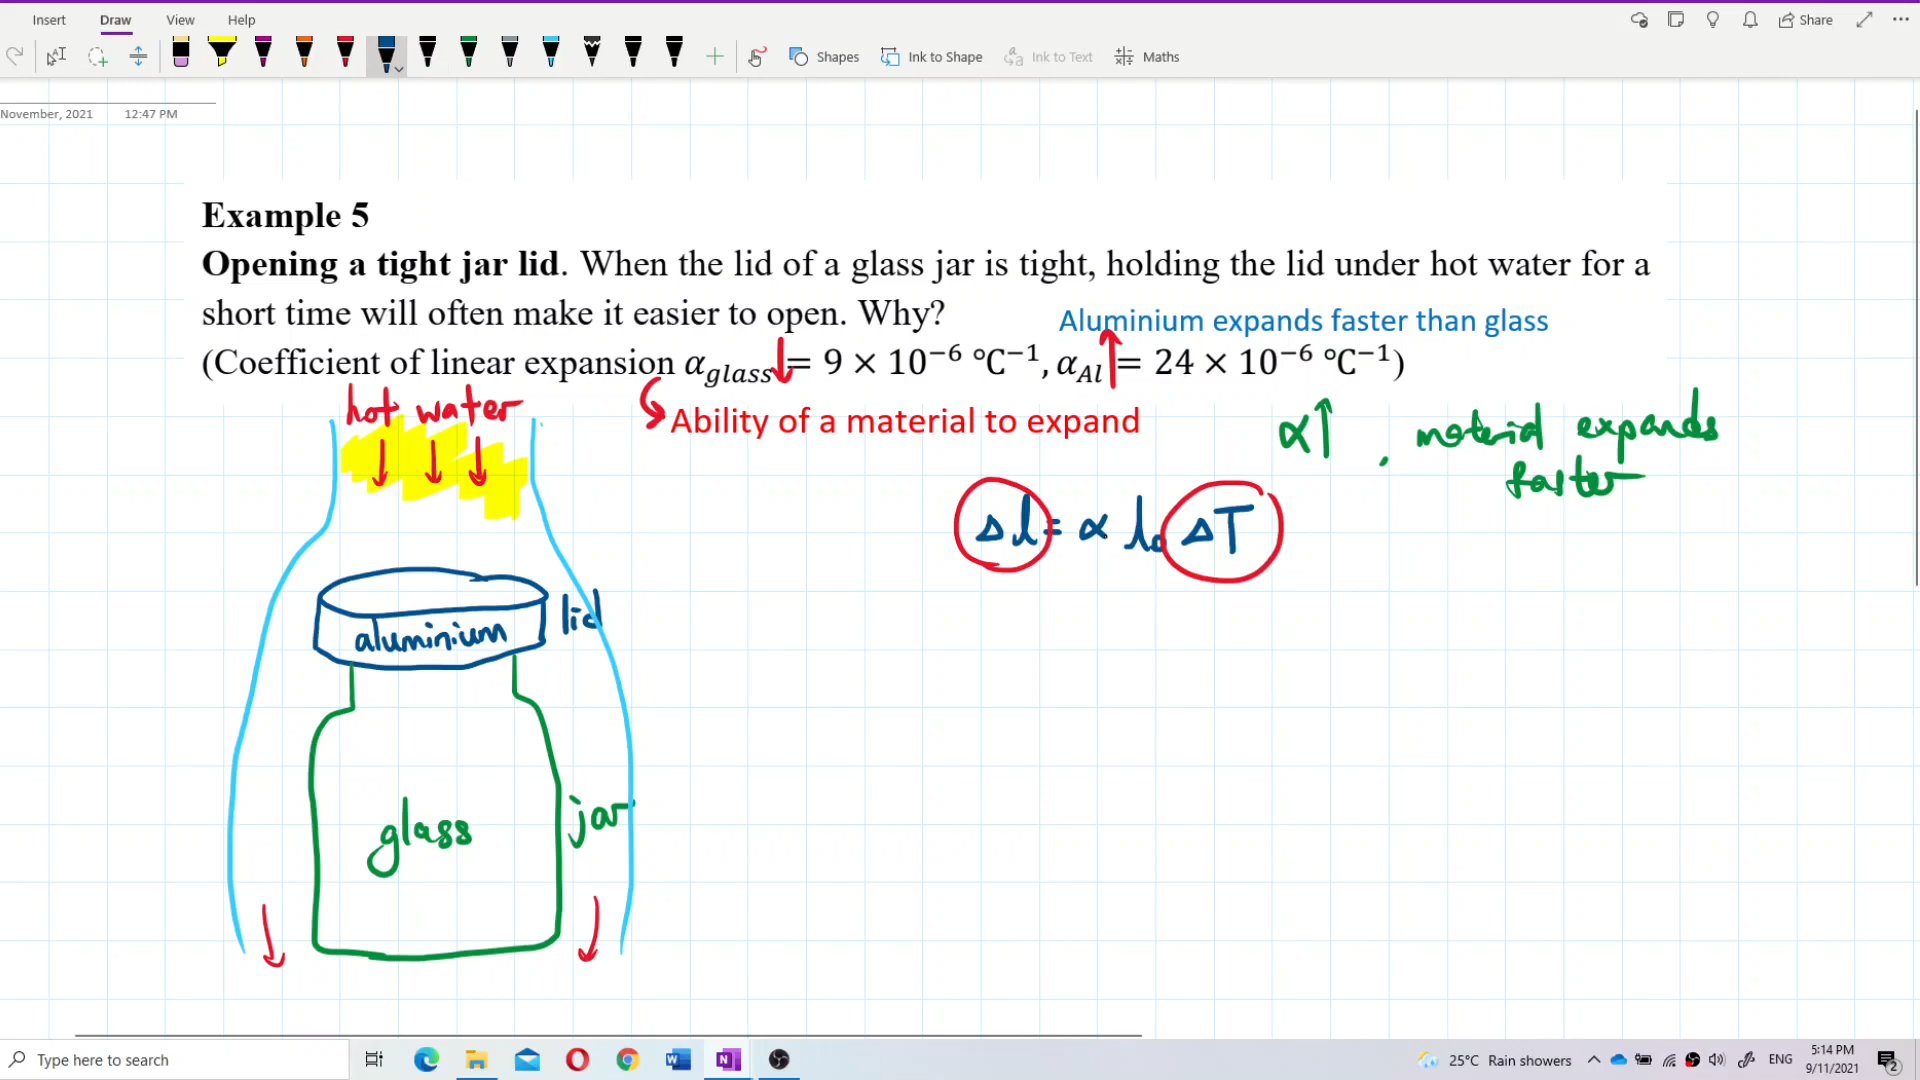 Insert Draw View Help
Share
Shapes Ink to Shape Ink to Text Maths
November, 2021 12:47 PM
Example 5
Opening a tight jar lid. When the lid of a glass jar is tight, holding the lid under hot water for a
short time will often make it easier to open. Why?
Aluminium expands faster than glass
(Coefficient of linear expansion α_glass = 9 × 10⁻⁶ °C⁻¹, α_Al = 24 × 10⁻⁶ °C⁻¹)
hot water
Ability of a material to expand
α↑, material expands
faster
Δl = α l₀ ΔT
lid
aluminium
jar
glass
Type here to search
25°C Rain showers
ENG
5:14 PM
9/11/2021
2